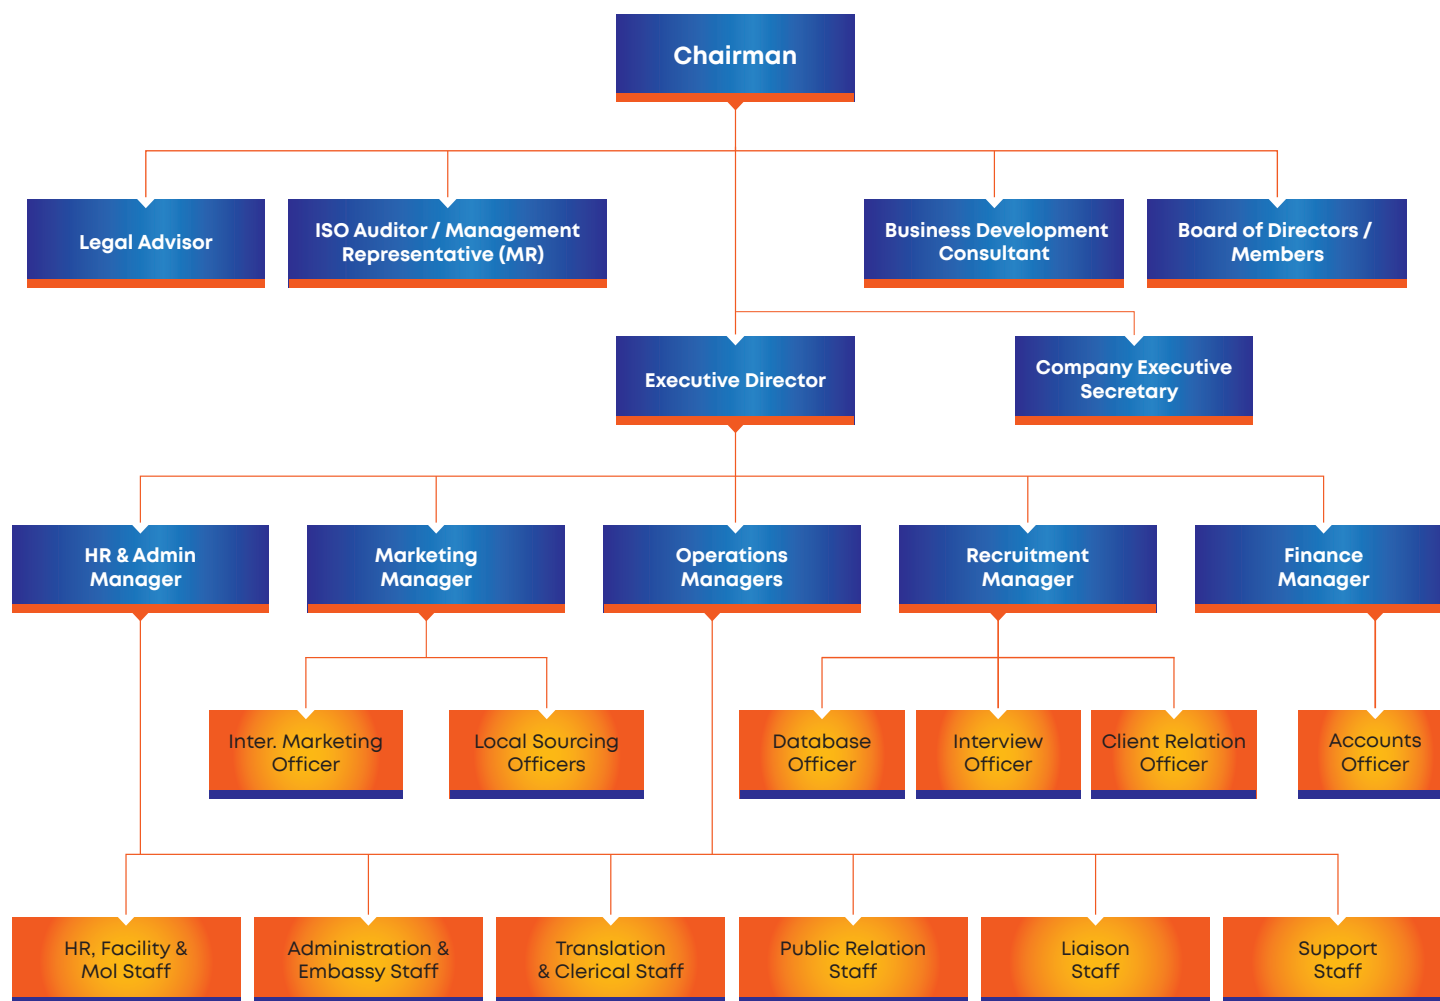 Chairman
Legal Advisor
ISO Auditor / Management
Representative (MR)
Business Development
Consultant
Board of Directors /
Members
Executive Director
Company Executive
Secretary
HR & Admin
Manager
Marketing
Manager
Operations
Managers
Recruitment
Manager
Finance
Manager
Inter. Marketing
Officer
Local Sourcing
Officers
Database
Officer
Interview
Officer
Client Relation
Officer
Accounts
Officer
HR, Facility &
Mol Staff
Administration &
Embassy Staff
Translation
& Clerical Staff
Public Relation
Staff
Liaison
Staff
Support
Staff